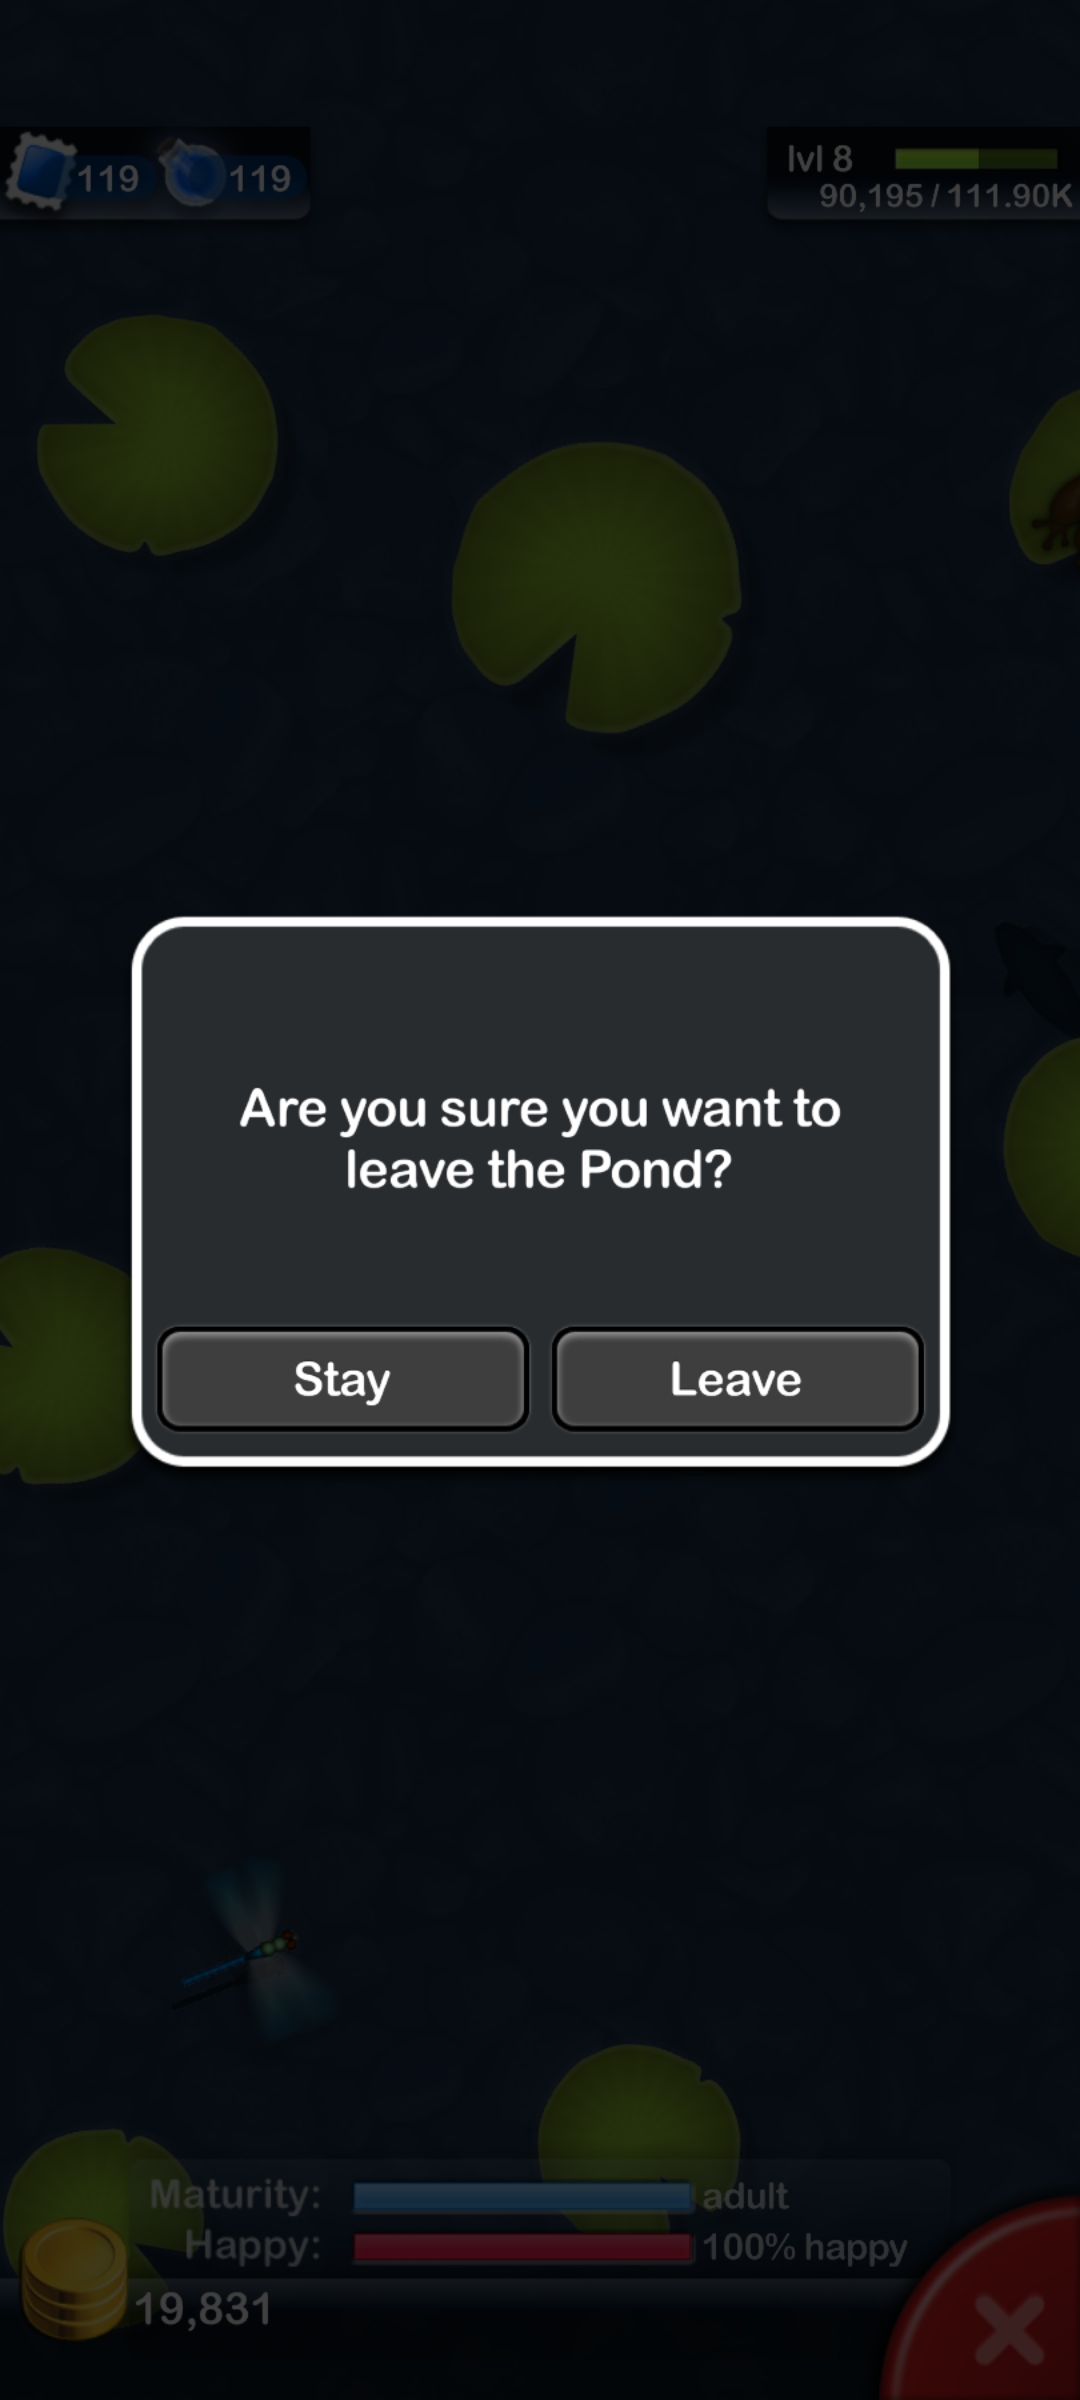 119 119
lvl 8
90,195 / 111.90K
Are you sure you want to
leave the Pond?
Stay Leave
Maturity: adult
Happy: 100% happy
19,831